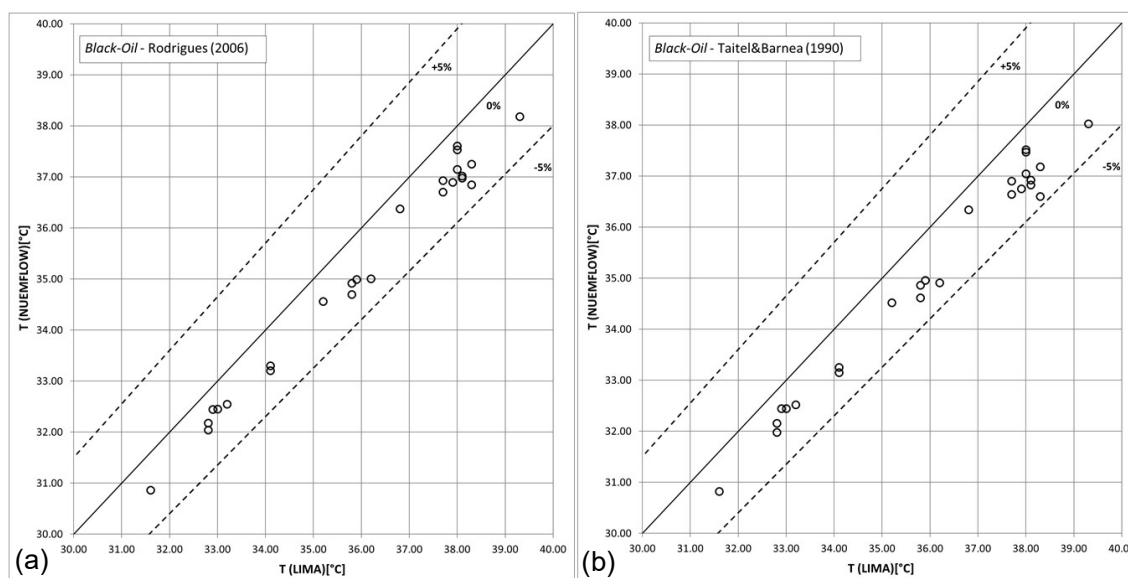 40.00
39.00
38.00
37.00
36.00
35.00
34.00
33.00
32.00
31.00
30.00
T (NUEMFLOW)[°C]
Black-Oil - Rodrigues (2006)
+5%
0%
-5%
30.00 31.00 32.00 33.00 34.00 35.00 36.00 37.00 38.00 39.00 40.00
T (LIMA)[°C]
(a)
40.00
39.00
38.00
37.00
36.00
35.00
34.00
33.00
32.00
31.00
30.00
T (NUEMFLOW)[°C]
Black-Oil - Taitel&Barnea (1990)
+5%
0%
-5%
30.00 31.00 32.00 33.00 34.00 35.00 36.00 37.00 38.00 39.00 40.00
T (LIMA)[°C]
(b)